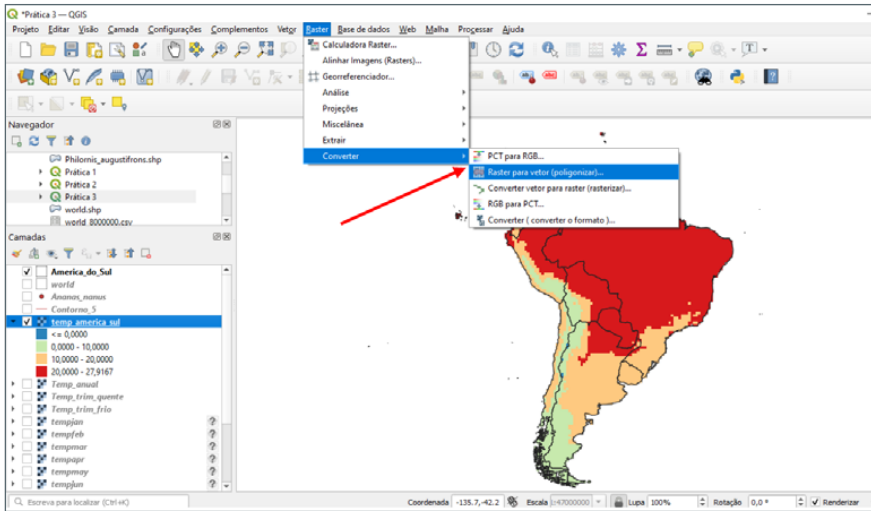 *Prática 3 — QGIS
Projeto Editar Visão Camada Configurações Complementos Vetor Raster Base de dados Web Malha Processar Ajuda
Calculadora Raster...
Alinhar Imagens (Rasters)...
Georreferenciador...
Análise
Projeções
Miscelânea
Extrair
Converter
PCT para RGB...
Raster para vetor (poligonizar)...
Converter vetor para raster (rasterizar)...
RGB para PCT...
Converter ( converter o formato )...
Navegador
Philornis_augustifrons.shp
Prática 1
Prática 2
Prática 3
world.shp
world_8000000.csv
Camadas
America_do_Sul
world
Ananas_nanus
Contorno_5
temp_america_sul
<= 0,0000
0,0000 - 10,0000
10,0000 - 20,0000
20,0000 - 27,9167
Temp_anual
Temp_trim_quente
Temp_trim_frio
tempjan ?
tempfeb ?
tempmar ?
tempapr ?
tempmay ?
tempjun ?
Escreva para localizar (Ctrl+K) Coordenada -135.7,-42.2 Escala 1:47000000 Lupa 100% Rotação 0,0 ° Renderizar